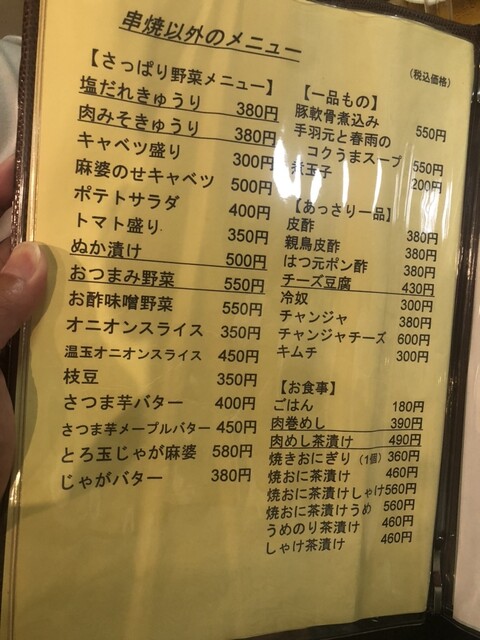 串焼以外のメニュー
(税込価格)
【さっぱり野菜メニュー】
塩だれきゅうり 380円
肉みそきゅうり 380円
キャベツ盛り 300円
麻婆のせキャベツ 500円
ポテトサラダ 400円
トマト盛り 350円
ぬか漬け 500円
おつまみ野菜 550円
お酢味噌野菜 550円
オニオンスライス 350円
温玉オニオンスライス 450円
枝豆 350円
さつま芋バター 400円
さつま芋メープルバター 450円
とろ玉じゃが麻婆 580円
じゃがバター 380円
【一品もの】
豚軟骨煮込み 550円
手羽元と春雨の
コクうまスープ 550円
煮玉子 200円
【あっさり一品】
皮酢 380円
親鳥皮酢 380円
はつ元ポン酢 380円
チーズ豆腐 430円
冷奴 300円
チャンジャ 380円
チャンジャチーズ 600円
キムチ 300円
【お食事】
ごはん 180円
肉巻めし 390円
肉めし茶漬け 490円
焼きおにぎり(1個) 360円
焼おに茶漬け 460円
焼おに茶漬けしゃけ 560円
焼おに茶漬けうめ 560円
うめのり茶漬け 460円
しゃけ茶漬け 460円